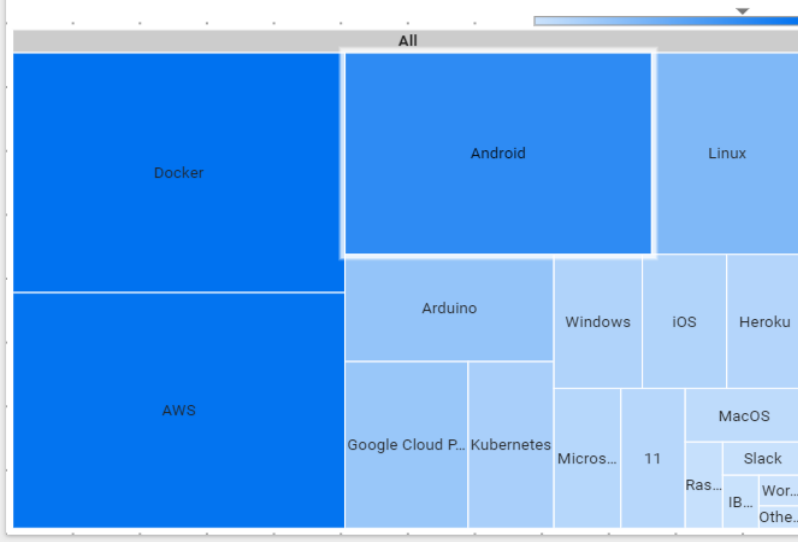 All
Docker
Android
Linux
Arduino
Windows
iOS
Heroku
AWS
Google Cloud P...
Kubernetes
Micros...
11
MacOS
Slack
Ras...
IB...
Wor...
Othe...